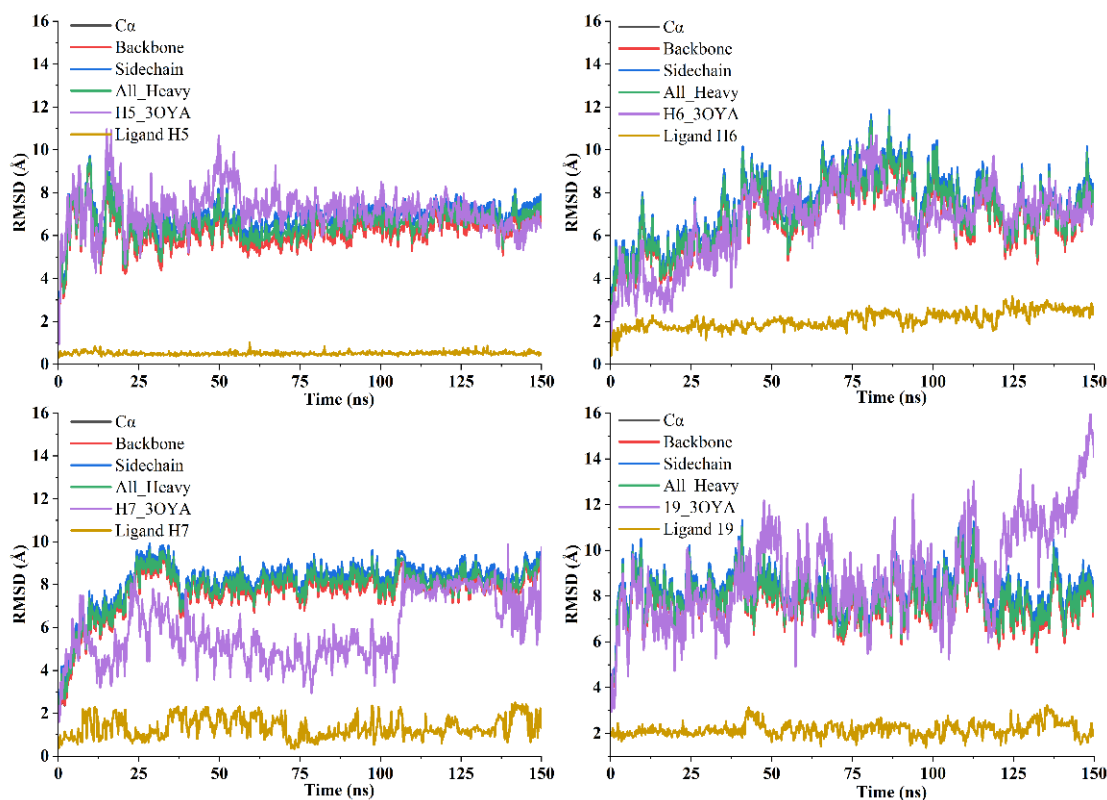 16
14
12
10
8
6
4
2
0
RMSD (Å)
Cα
Backbone
Sidechain
All_Heavy
H5_3OYA
Ligand H5
0 25 50 75 100 125 150
Time (ns)
16
14
12
10
8
6
4
2
0
RMSD (Å)
Cα
Backbone
Sidechain
All_Heavy
H6_3OYA
Ligand H6
0 25 50 75 100 125 150
Time (ns)
16
14
12
10
8
6
4
2
0
RMSD (Å)
Cα
Backbone
Sidechain
All_Heavy
H7_3OYA
Ligand H7
0 25 50 75 100 125 150
Time (ns)
16
14
12
10
8
6
4
2
RMSD (Å)
Cα
Backbone
Sidechain
All_Heavy
19_3OYA
Ligand 19
0 25 50 75 100 125 150
Time (ns)